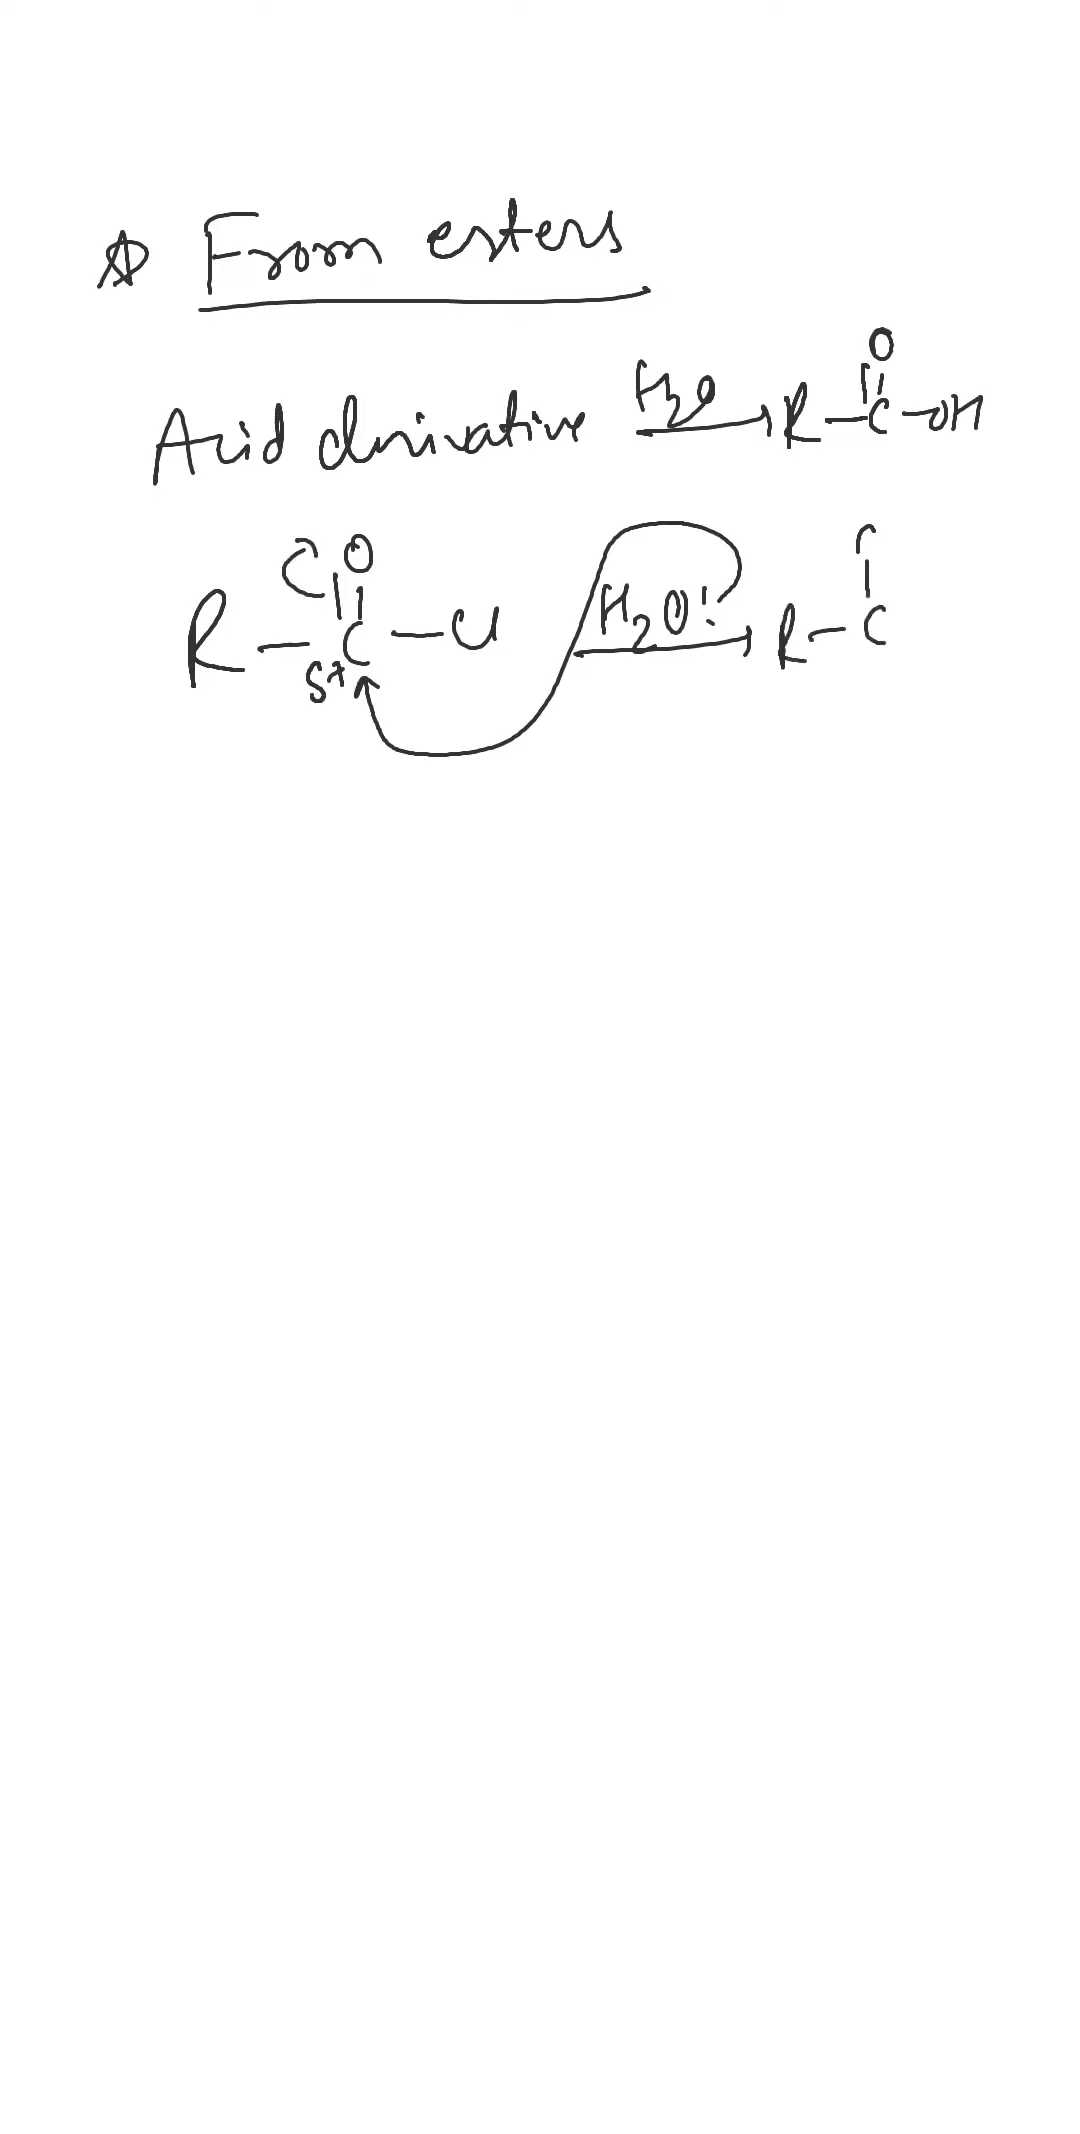 From esters
Acid derivative H2O → R-C(=O)-OH
R-C(=O)-Cl δ+ H2O: → R-C